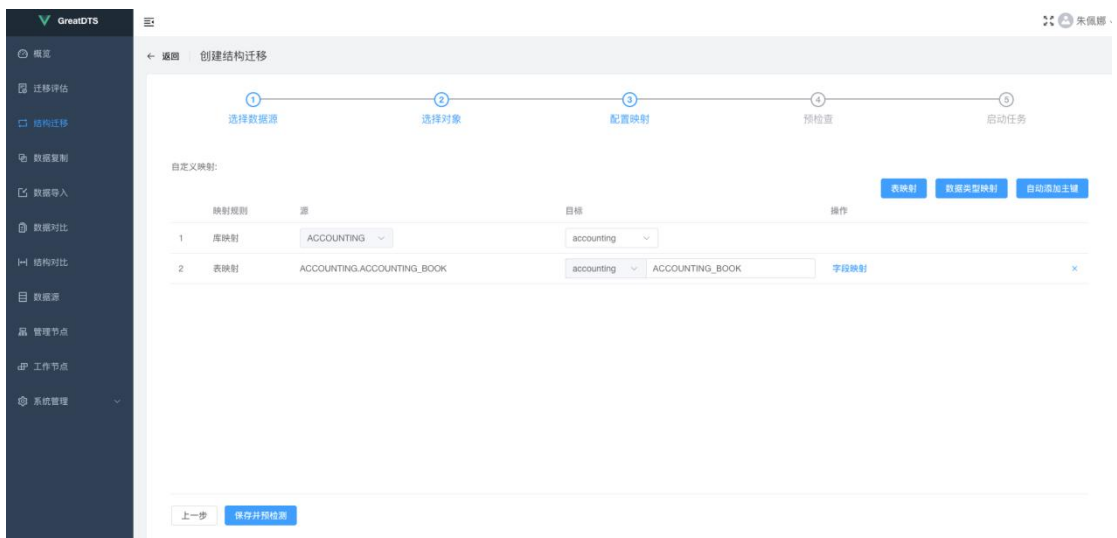 GreatDTS
朱佩娜
概览
迁移评估
结构迁移
数据复制
数据导入
数据对比
结构对比
数据源
管理节点
工作节点
系统管理
← 返回 创建结构迁移
1 2 3 4 5
选择数据源 选择对象 配置映射 预检查 启动任务
自定义映射:
表映射 数据类型映射 自动添加主键
映射规则 源 目标 操作
1 库映射 ACCOUNTING accounting
2 表映射 ACCOUNTING.ACCOUNTING_BOOK accounting ACCOUNTING_BOOK 字段映射 ×
上一步 保存并预检测